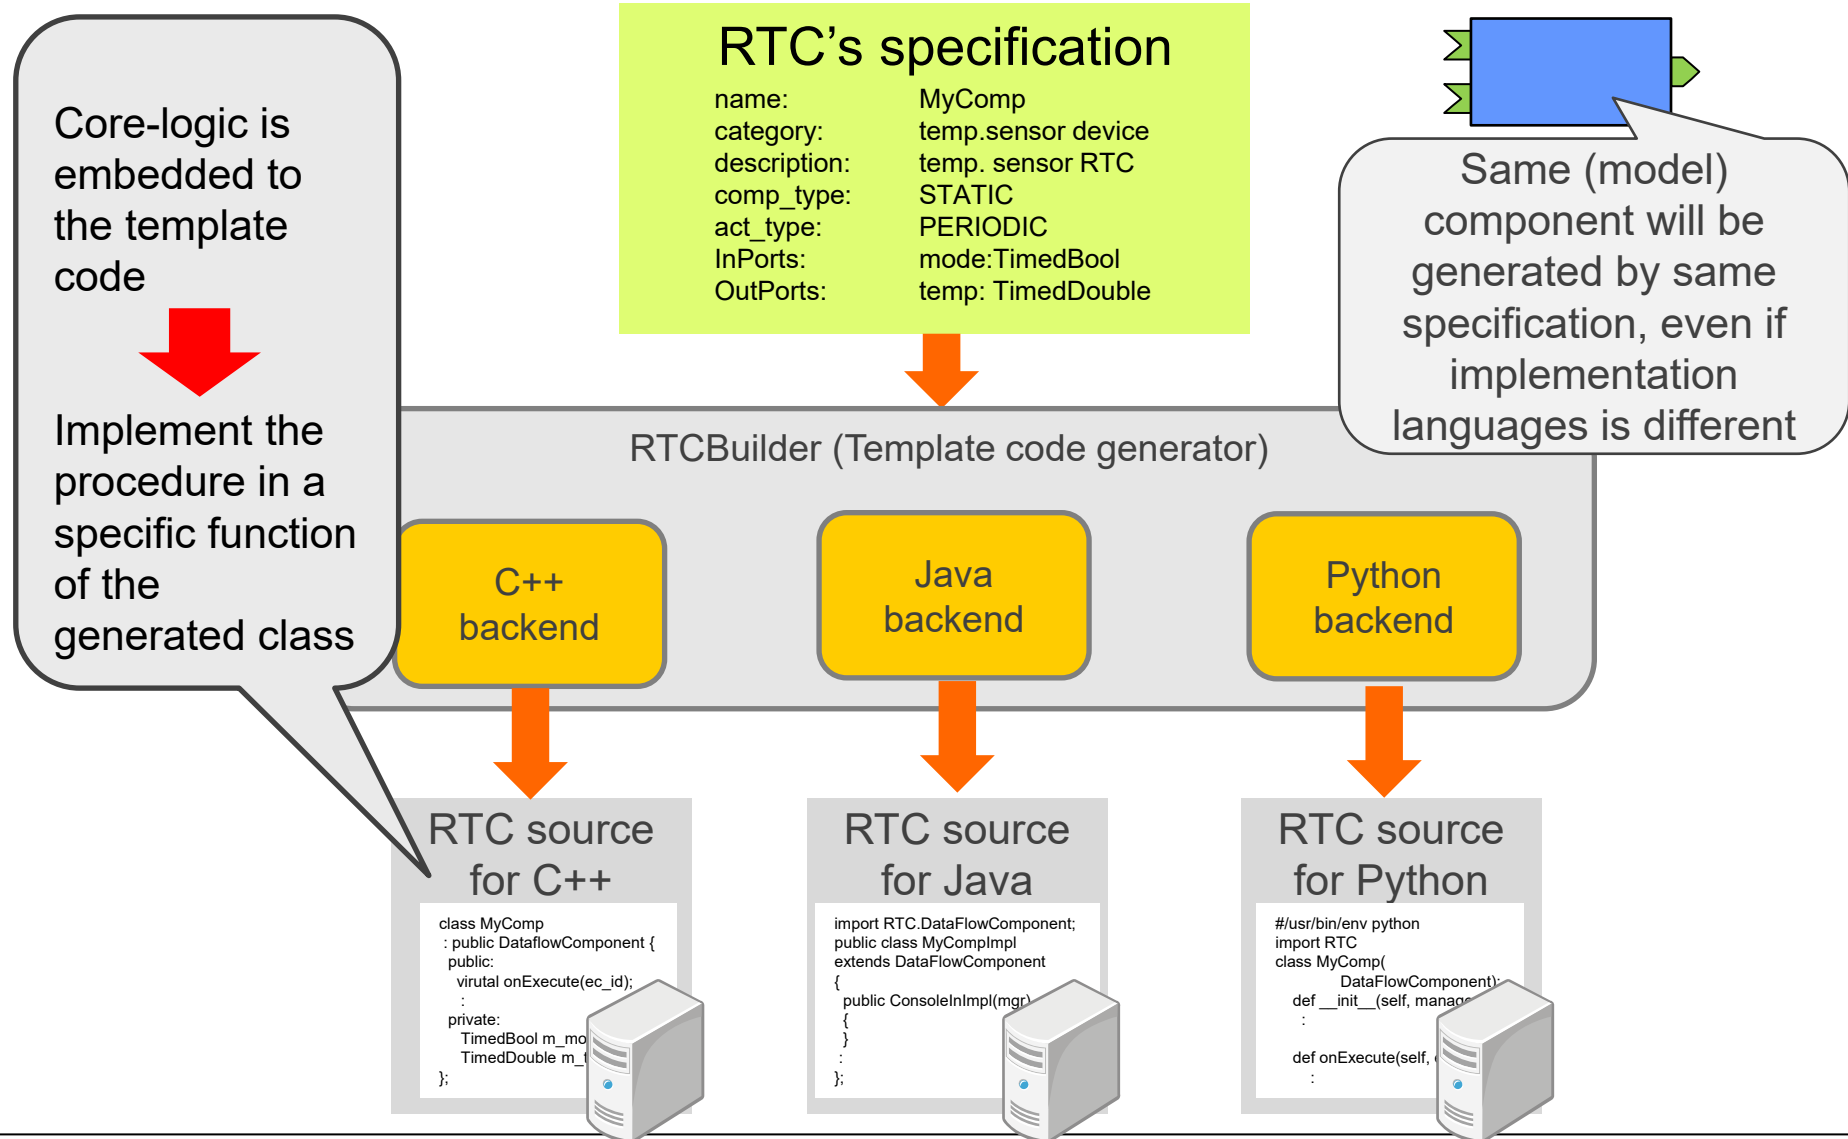 Core-logic is
embedded to
the template
code
Implement the
procedure in a
specific function
of the
generated class
RTC's specification
name: MyComp
category: temp.sensor device
description: temp. sensor RTC
comp_type: STATIC
act_type: PERIODIC
InPorts: mode:TimedBool
OutPorts: temp: TimedDouble
Same (model)
component will be
generated by same
specification, even if
implementation
languages is different
RTCBuilder (Template code generator)
C++
backend
Java
backend
Python
backend
RTC source
for C++
class MyComp
: public DataflowComponent {
public:
virutal onExecute(ec_id);
:
private:
TimedBool m_mo
TimedDouble m_t
};
RTC source
for Java
import RTC.DataFlowComponent;
public class MyCompImpl
extends DataFlowComponent
{
public ConsoleInImpl(mgr)
{
}
:
};
RTC source
for Python
#/usr/bin/env python
import RTC
class MyComp(
DataFlowComponent):
def __init__(self, manage
:
def onExecute(self,
: